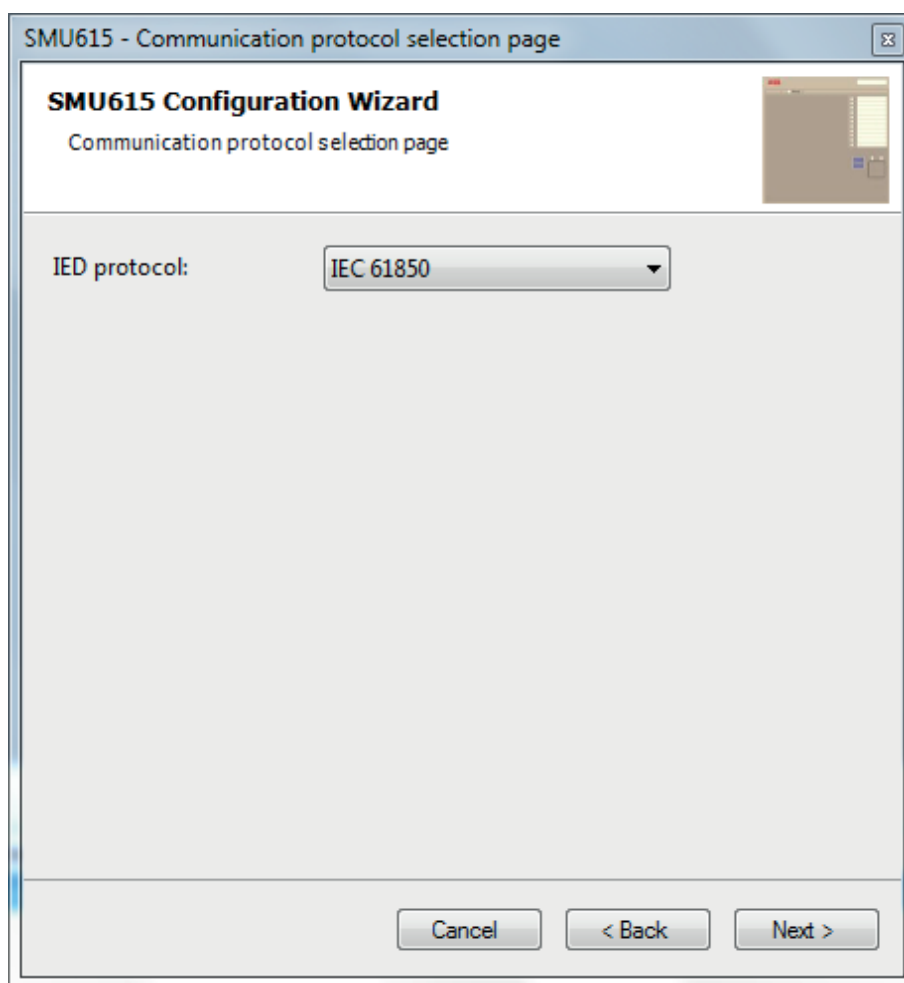 SMU615 - Communication protocol selection page
SMU615 Configuration Wizard
Communication protocol selection page
IED protocol: IEC 61850
Cancel < Back Next >